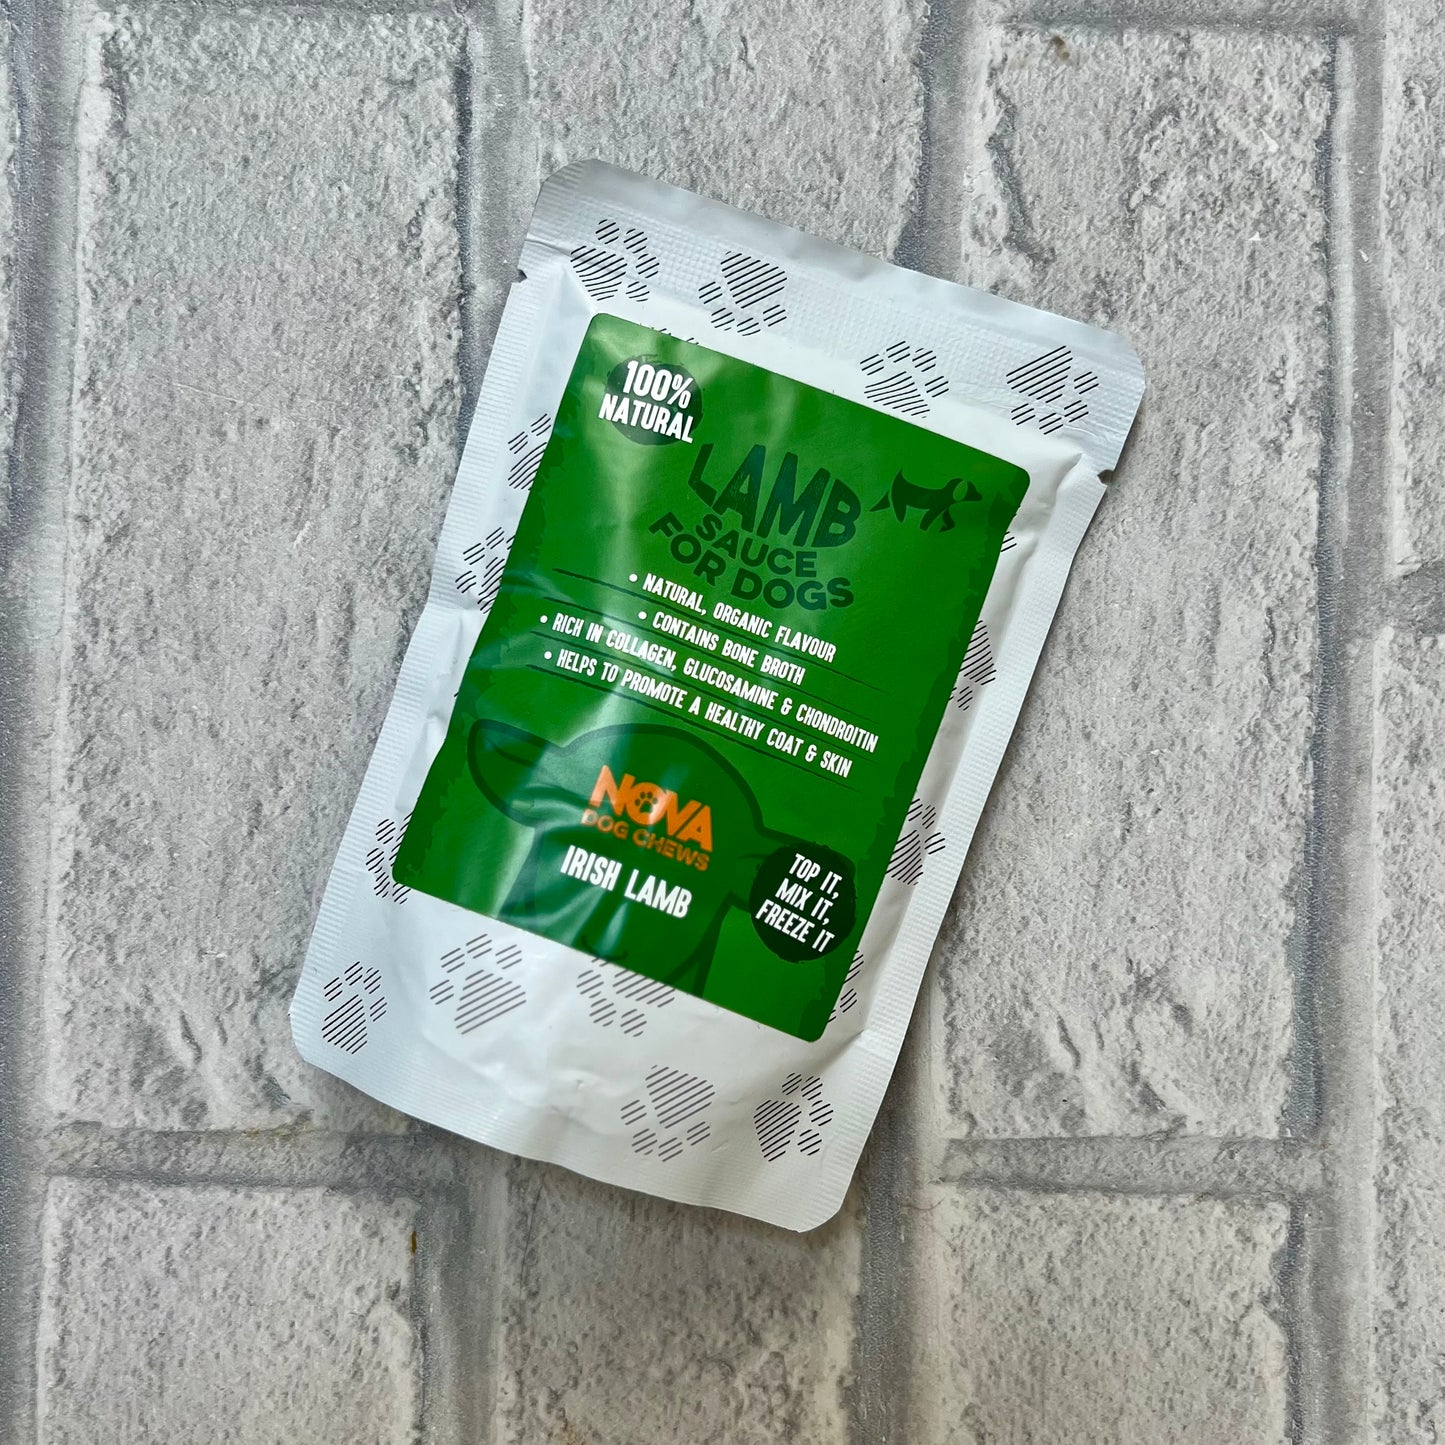 100%
NATURAL
LAMB
SAUCE
FOR DOGS
• NATURAL, ORGANIC FLAVOUR
• CONTAINS BONE BROTH
• RICH IN COLLAGEN, GLUCOSAMINE & CHONDROITIN
• HELPS TO PROMOTE A HEALTHY COAT & SKIN
NOVA
DOG CHEWS
IRISH LAMB
TOP IT,
MIX IT,
FREEZE IT